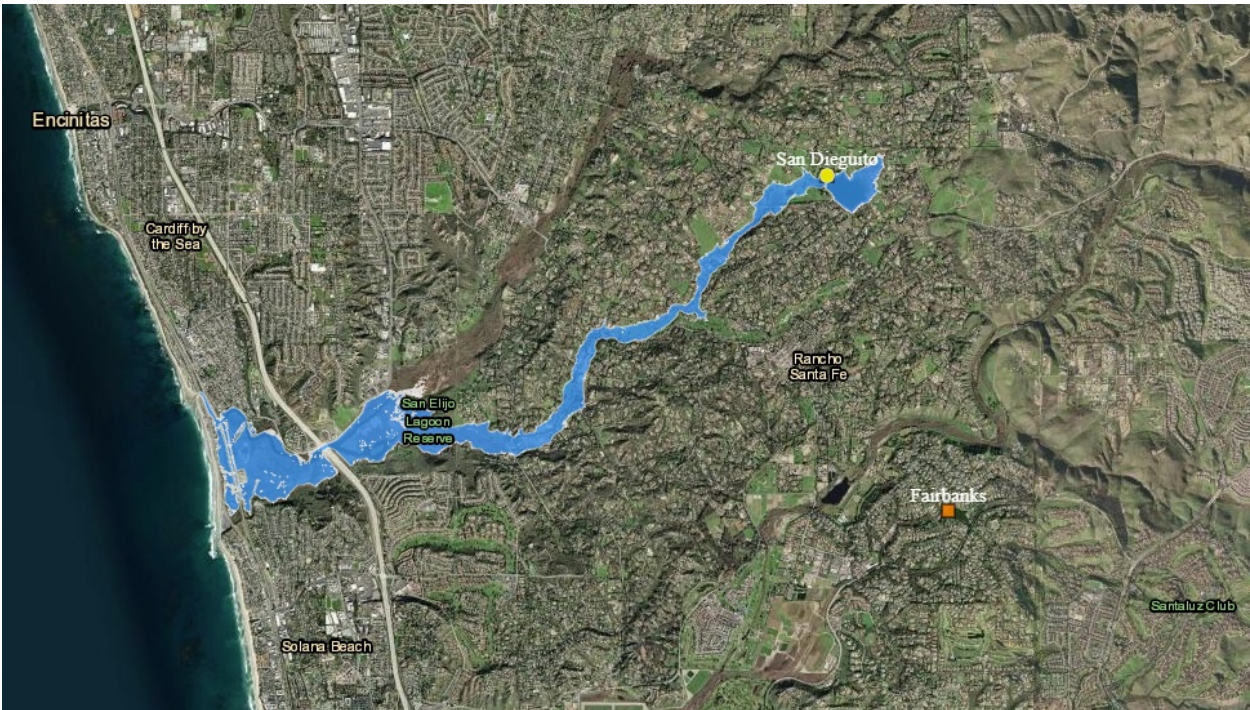 Encinitas
San Dieguito
Cardiff by
the Sea
Rancho
Santa Fe
San Elijo
Lagoon
Reserve
Fairbanks
Santaluz Club
Solana Beach